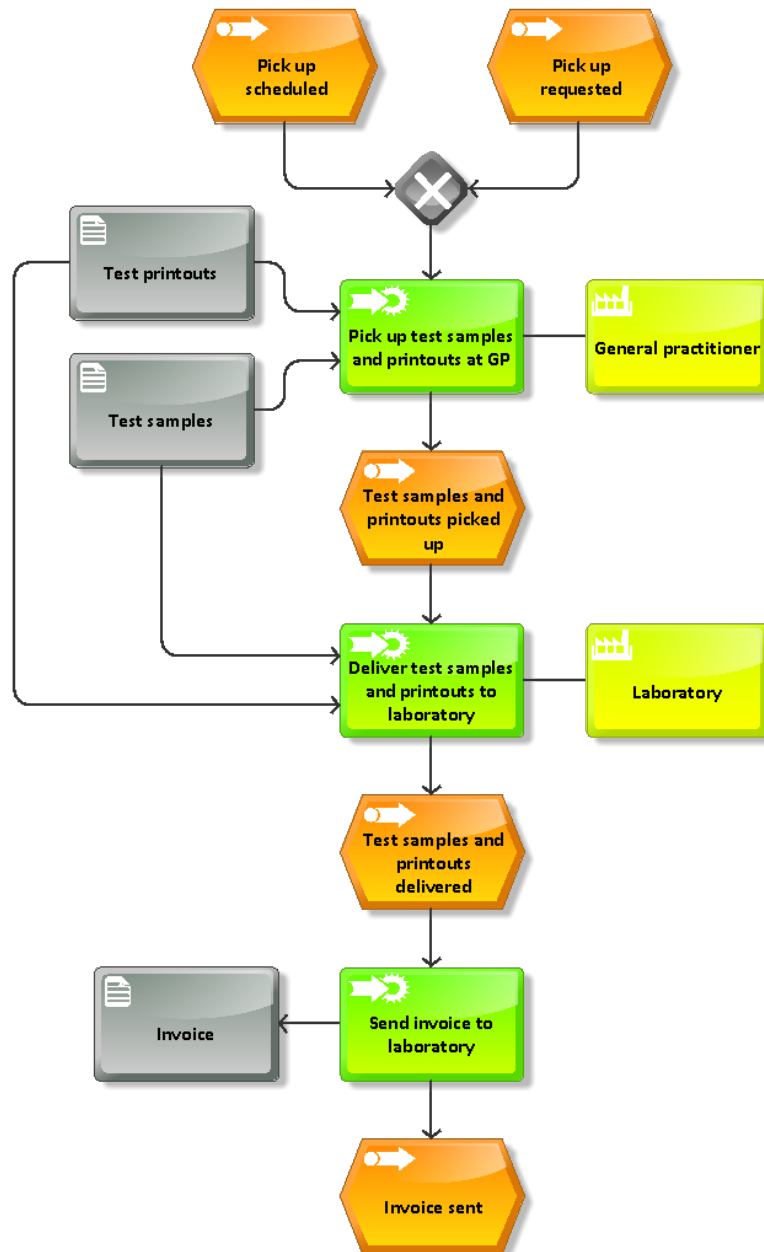 Pick up
scheduled
Pick up
requested
Test printouts
Pick up test samples
and printouts at GP
General practitioner
Test samples
Test samples and
printouts picked
up
Deliver test samples
and printouts to
laboratory
Laboratory
Test samples and
printouts
delivered
Invoice
Send invoice to
laboratory
Invoice sent